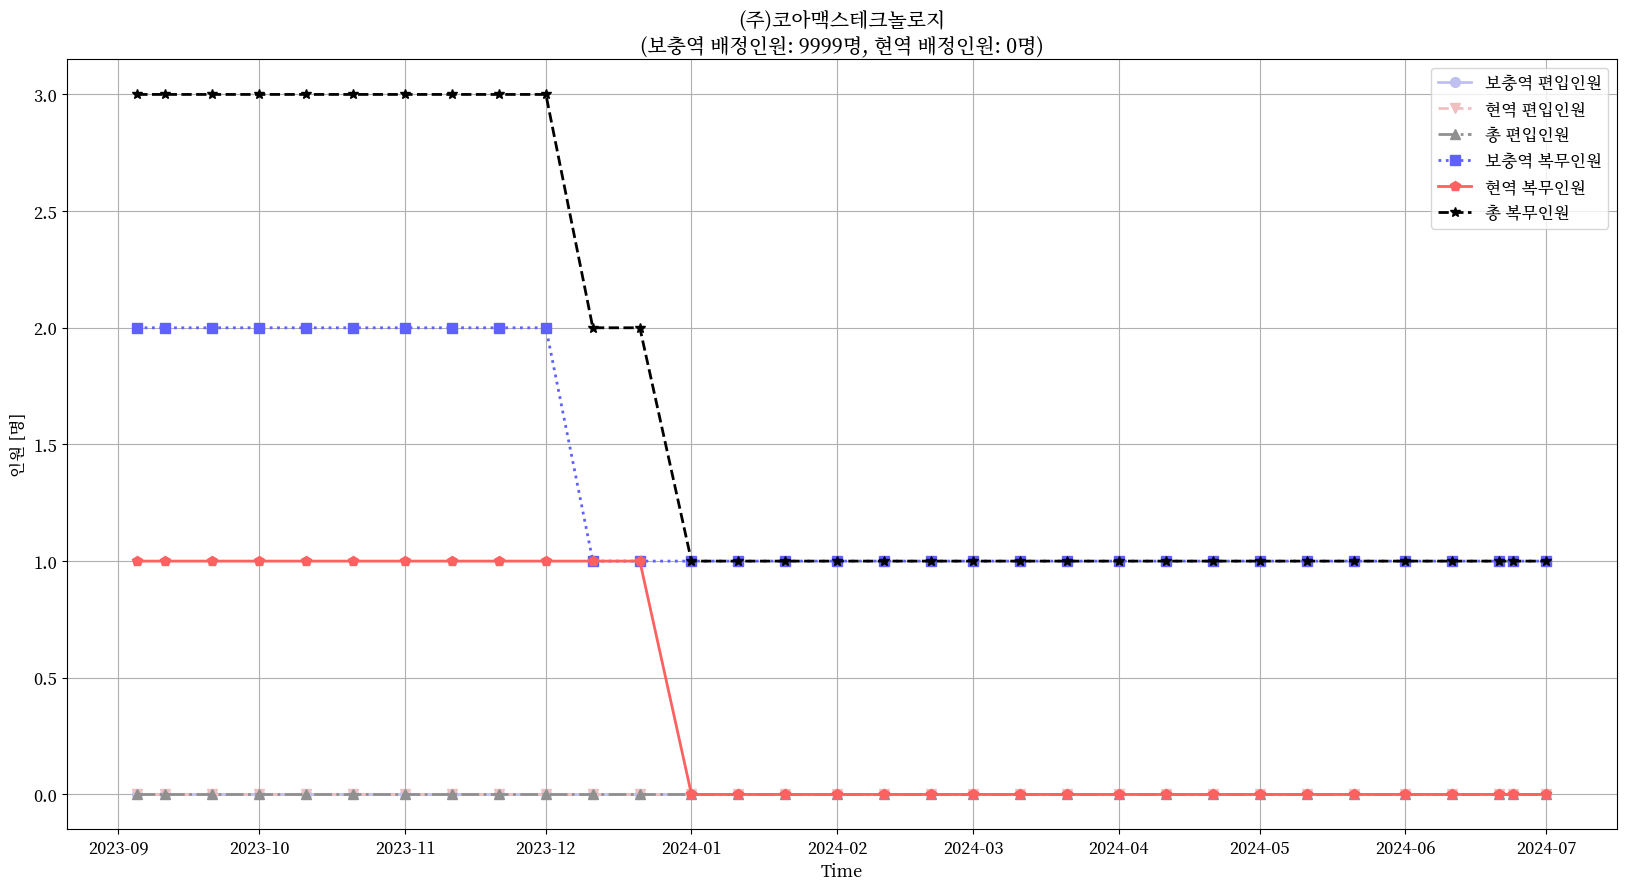 (주)코아맥스테크놀로지
(보충역 배정인원: 9999명, 현역 배정인원: 0명)
보충역 편입인원
현역 편입인원
총 편입인원
보충역 복무인원
현역 복무인원
총 복무인원
3.0
2.5
2.0
1.5
1.0
0.5
0.0
인원 [명]
2023-09 2023-10 2023-11 2023-12 2024-01 2024-02 2024-03 2024-04 2024-05 2024-06 2024-07
Time